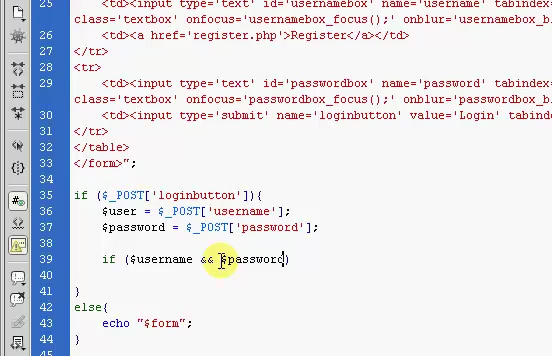 25 <td><input type='text' id='usernamebox' name='username' tabindex
class='textbox' onfocus='usernamebox_focus();' onblur='usernamebox_b
26 <td><a href='register.php'>Register</a></td>
27 </tr>
28 <tr>
29 <td><input type='text' id='passwordbox' name='password' tabindex
class='textbox' onfocus='passwordbox_focus();' onblur='passwordbox_b
30 <td><input type='submit' name='loginbutton' value='Login' tabind
31 </tr>
32 </table>
33 </form>";
34
35 if ($_POST['loginbutton']){
36 $user = $_POST['username'];
37 $password = $_POST['password'];
38
39 if ($username && $password)
40
41 }
42 else{
43 echo "$form";
44 }
45